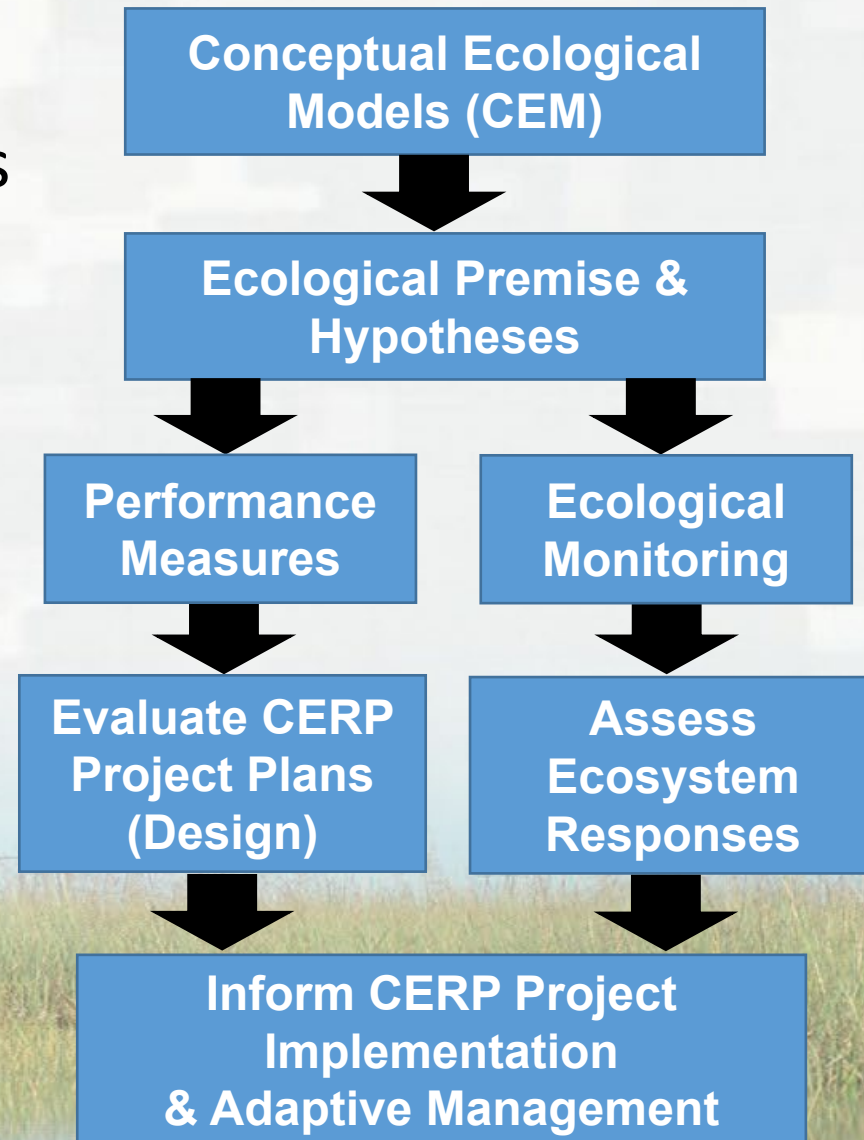 Conceptual Ecological
Models (CEM)
s
Ecological Premise &
Hypotheses
Performance
Measures
Ecological
Monitoring
Evaluate CERP
Project Plans
(Design)
Assess
Ecosystem
Responses
Inform CERP Project
Implementation
& Adaptive Management